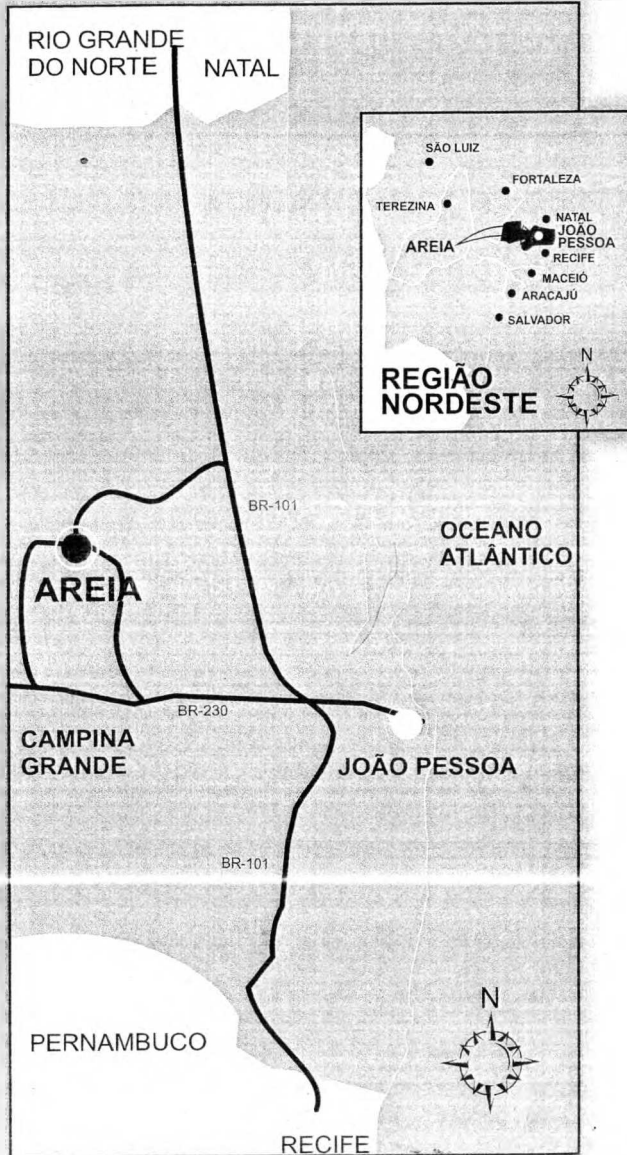 RIO GRANDE
DO NORTE
NATAL
SÃO LUIZ
FORTALEZA
TEREZINA
NATAL
JOÃO
PESSOA
AREIA
RECIFE
MACEIÓ
ARACAJÚ
SALVADOR
REGIÃO
NORDESTE
N
BR-101
OCEANO
ATLÂNTICO
AREIA
BR-230
CAMPINA
GRANDE
JOÃO PESSOA
BR-101
N
PERNAMBUCO
RECIFE